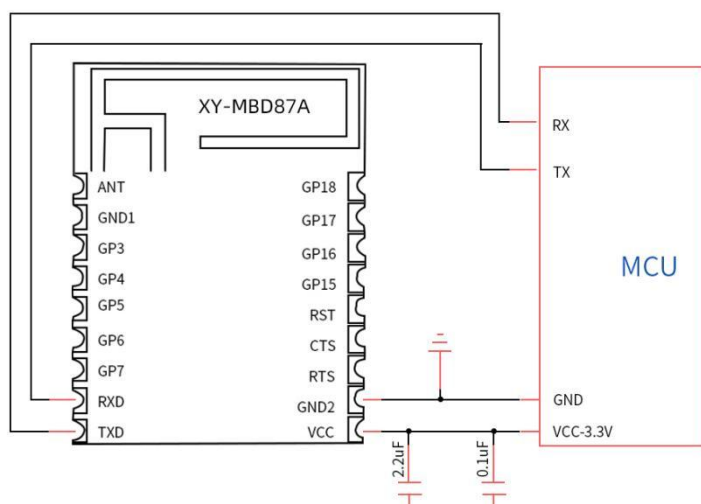 XY-MBD87A
ANT
GND1
GP3
GP4
GP5
GP6
GP7
RXD
TXD
GP18
GP17
GP16
GP15
RST
CTS
RTS
GND2
VCC
RX
TX
MCU
GND
VCC-3.3V
2.2uF
0.1uF